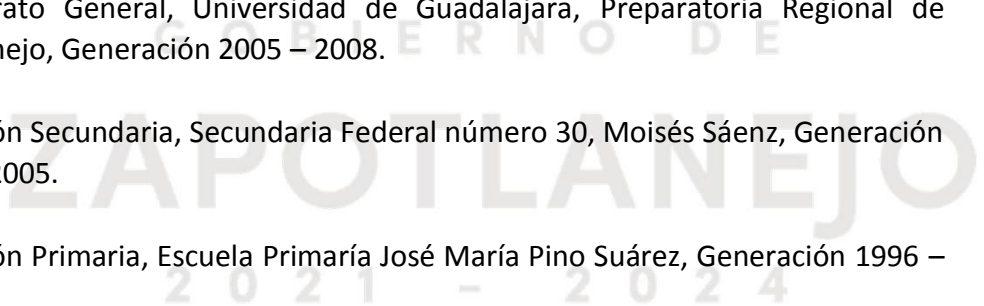 rato General, Universidad de Guadalajara, Preparatoria Regional de
nejo, Generación 2005 – 2008.
GOBIERNO DE
ón Secundaria, Secundaria Federal número 30, Moisés Sáenz, Generación
ZAPOTLANEJO
2005.
ón Primaria, Escuela Primaría José María Pino Suárez, Generación 1996 –
2021 - 2024